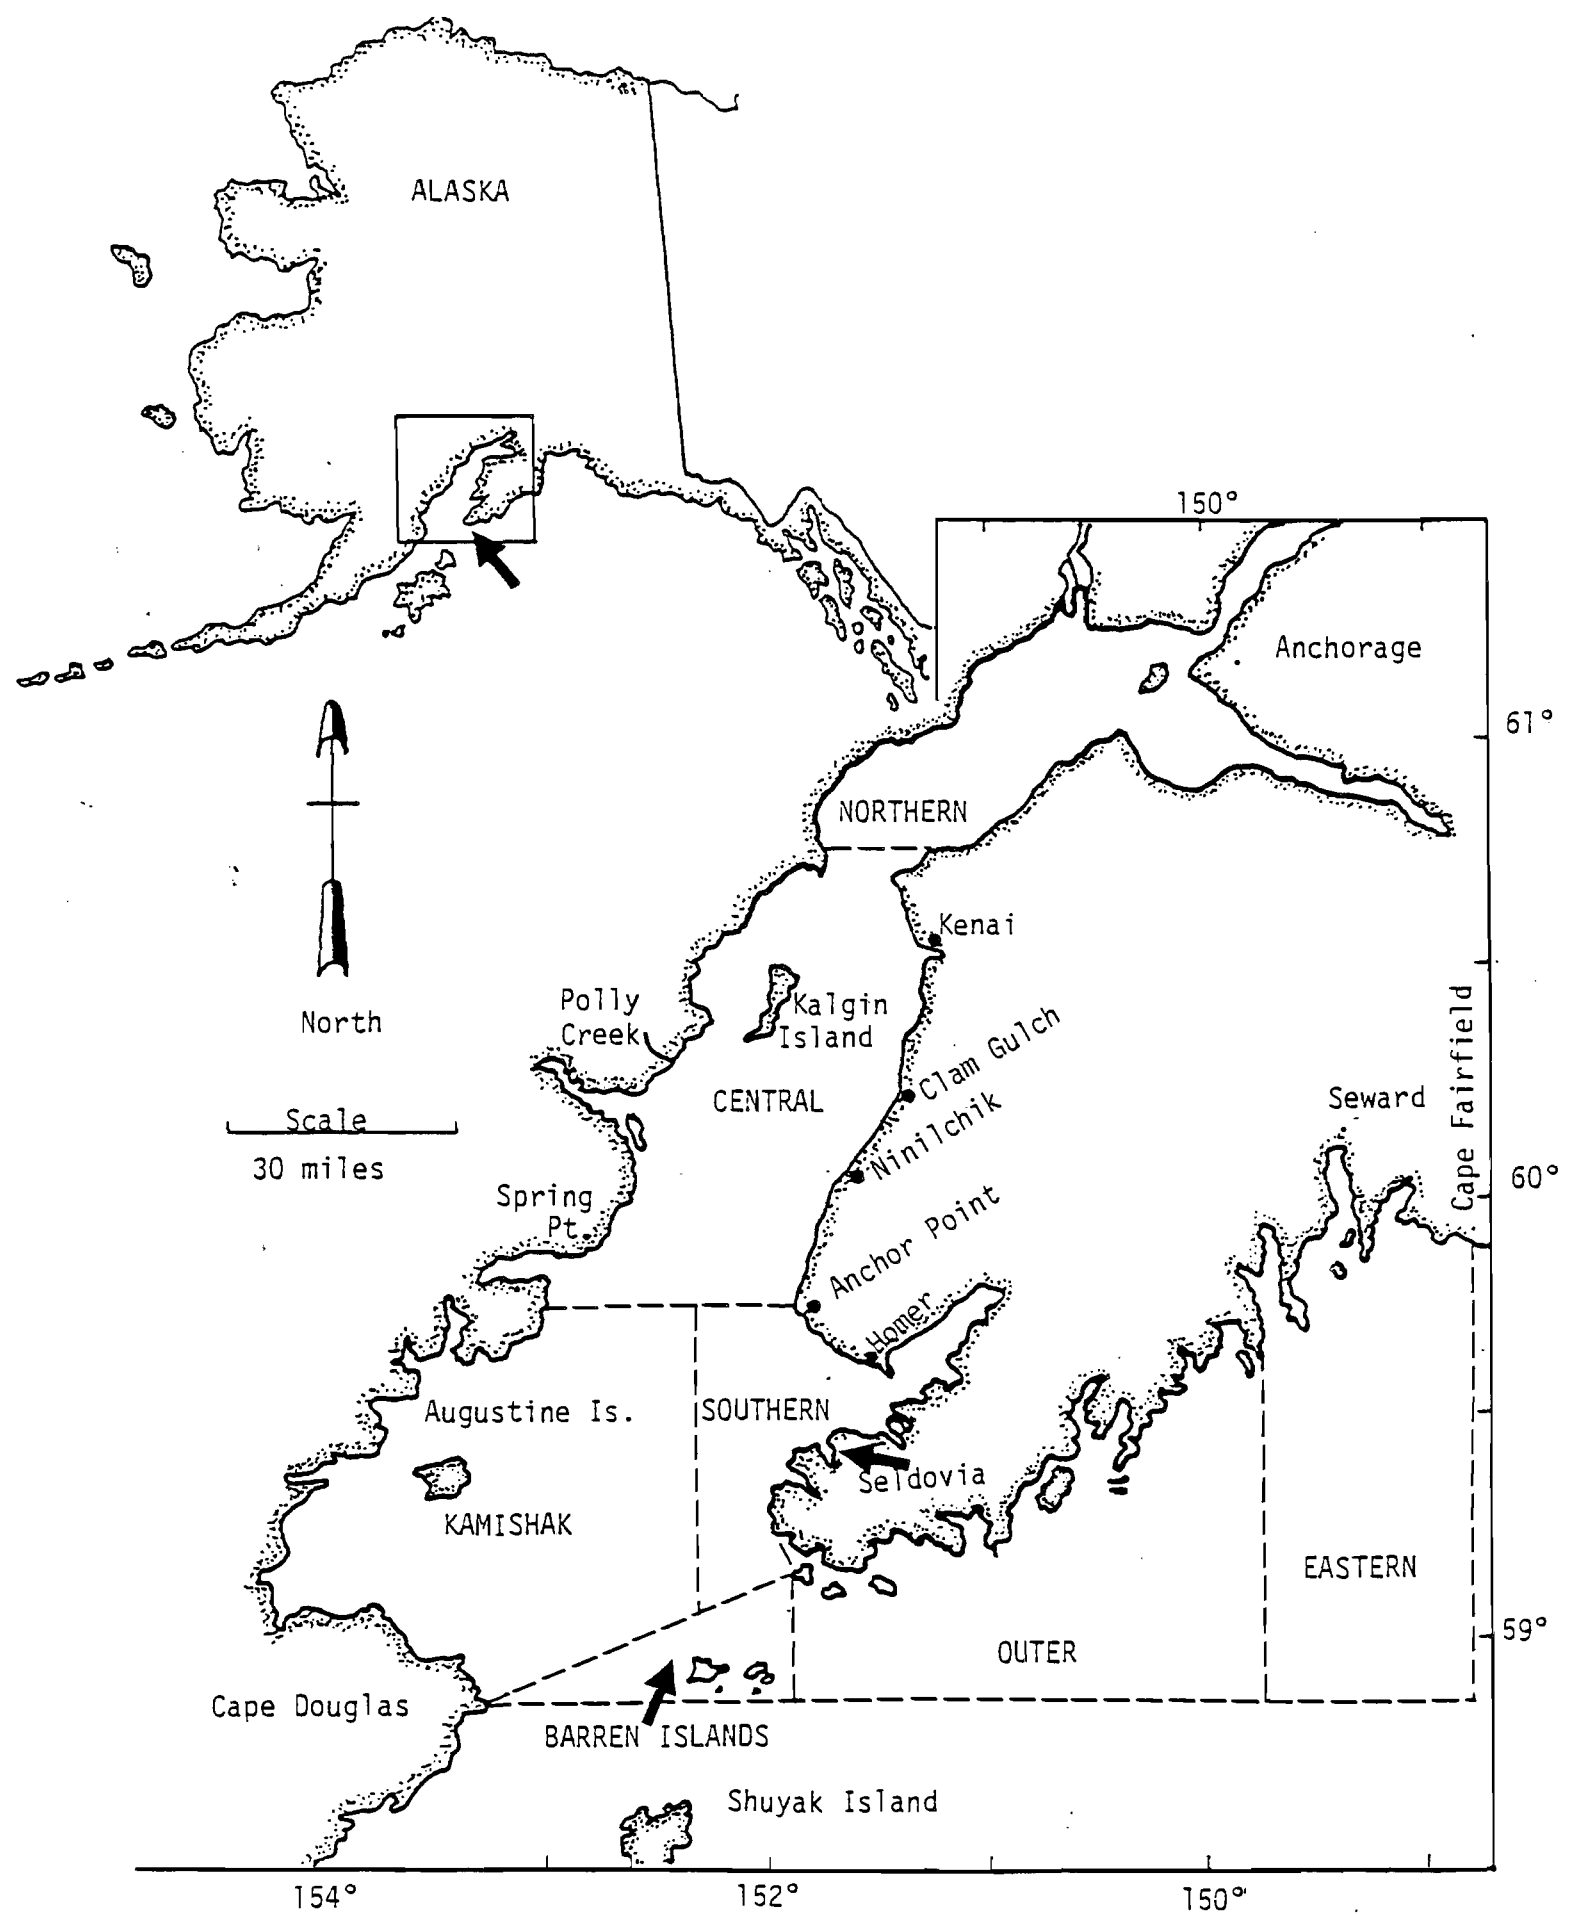 ALASKA
150°
Anchorage
61°
NORTHERN
Kenai
Polly
Creek
Kalgin
Island
North
Clam Gulch
Cape Fairfield
CENTRAL
Seward
Scale
30 miles
Ninilchik
60°
Spring
Pt.
Anchor Point
Homer
Augustine Is.
SOUTHERN
Seldovia
KAMISHAK
EASTERN
59°
OUTER
Cape Douglas
BARREN ISLANDS
Shuyak Island
154°
152°
150°